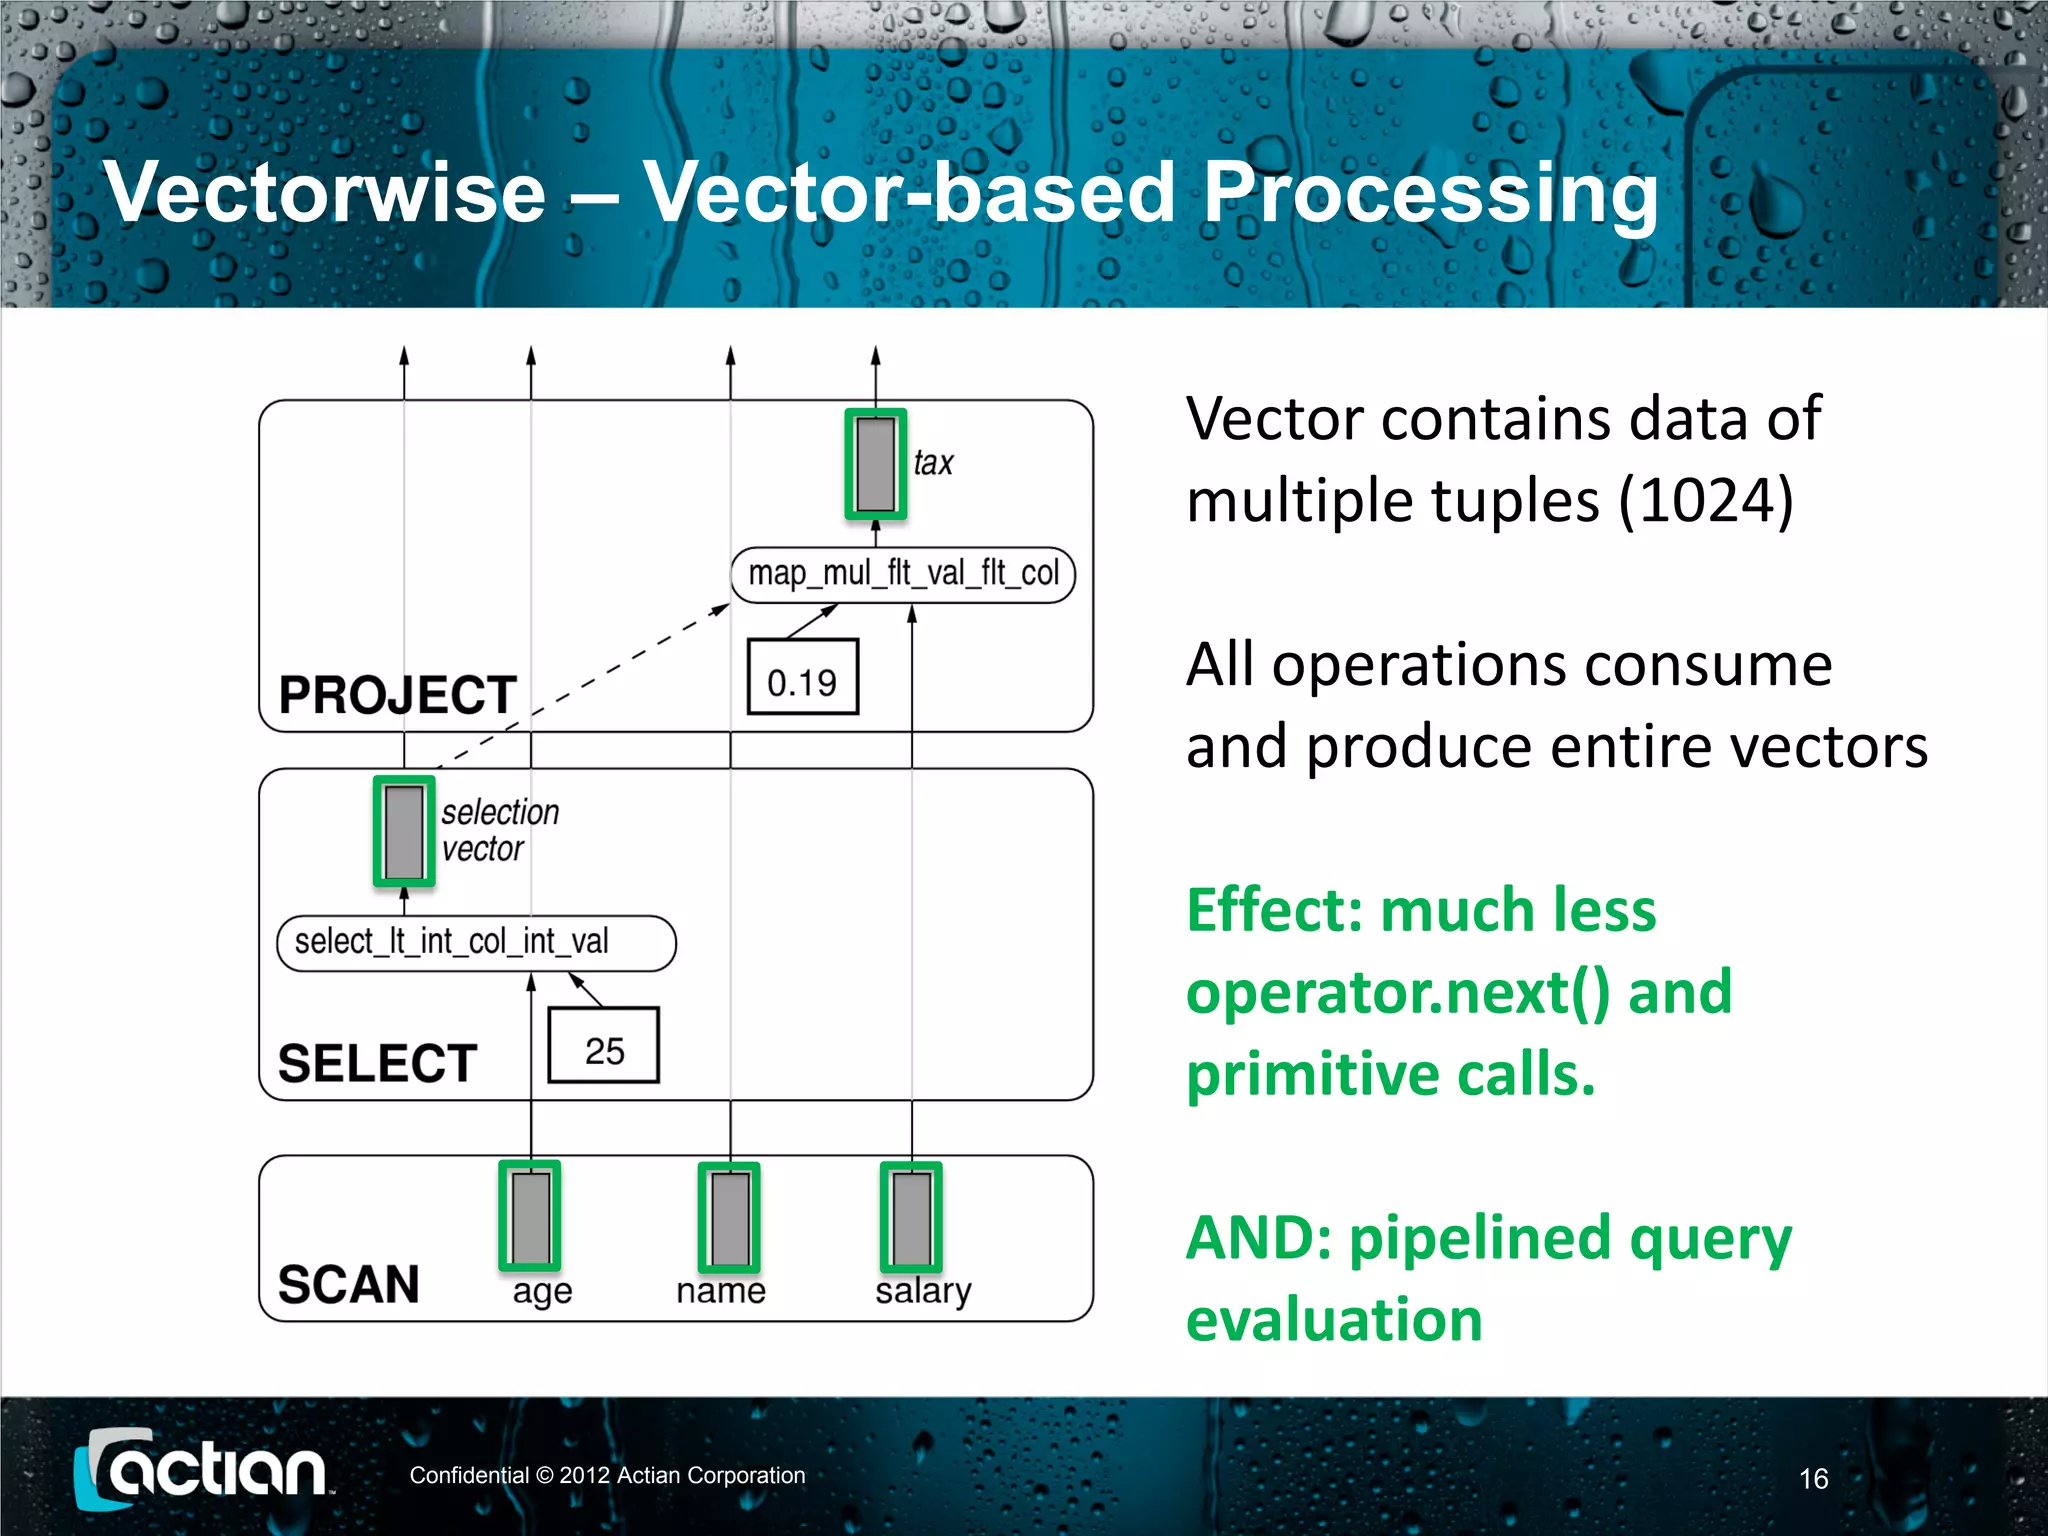 Vectorwise – Vector-based Processing
tax
map_mul_flt_val_flt_col
0.19
PROJECT
selection
vector
select_lt_int_col_int_val
25
SELECT
SCAN
age
name
salary
Vector contains data of
multiple tuples (1024)
All operations consume
and produce entire vectors
Effect: much less
operator.next() and
primitive calls.
AND: pipelined query
evaluation
actian™
Confidential © 2012 Actian Corporation
16